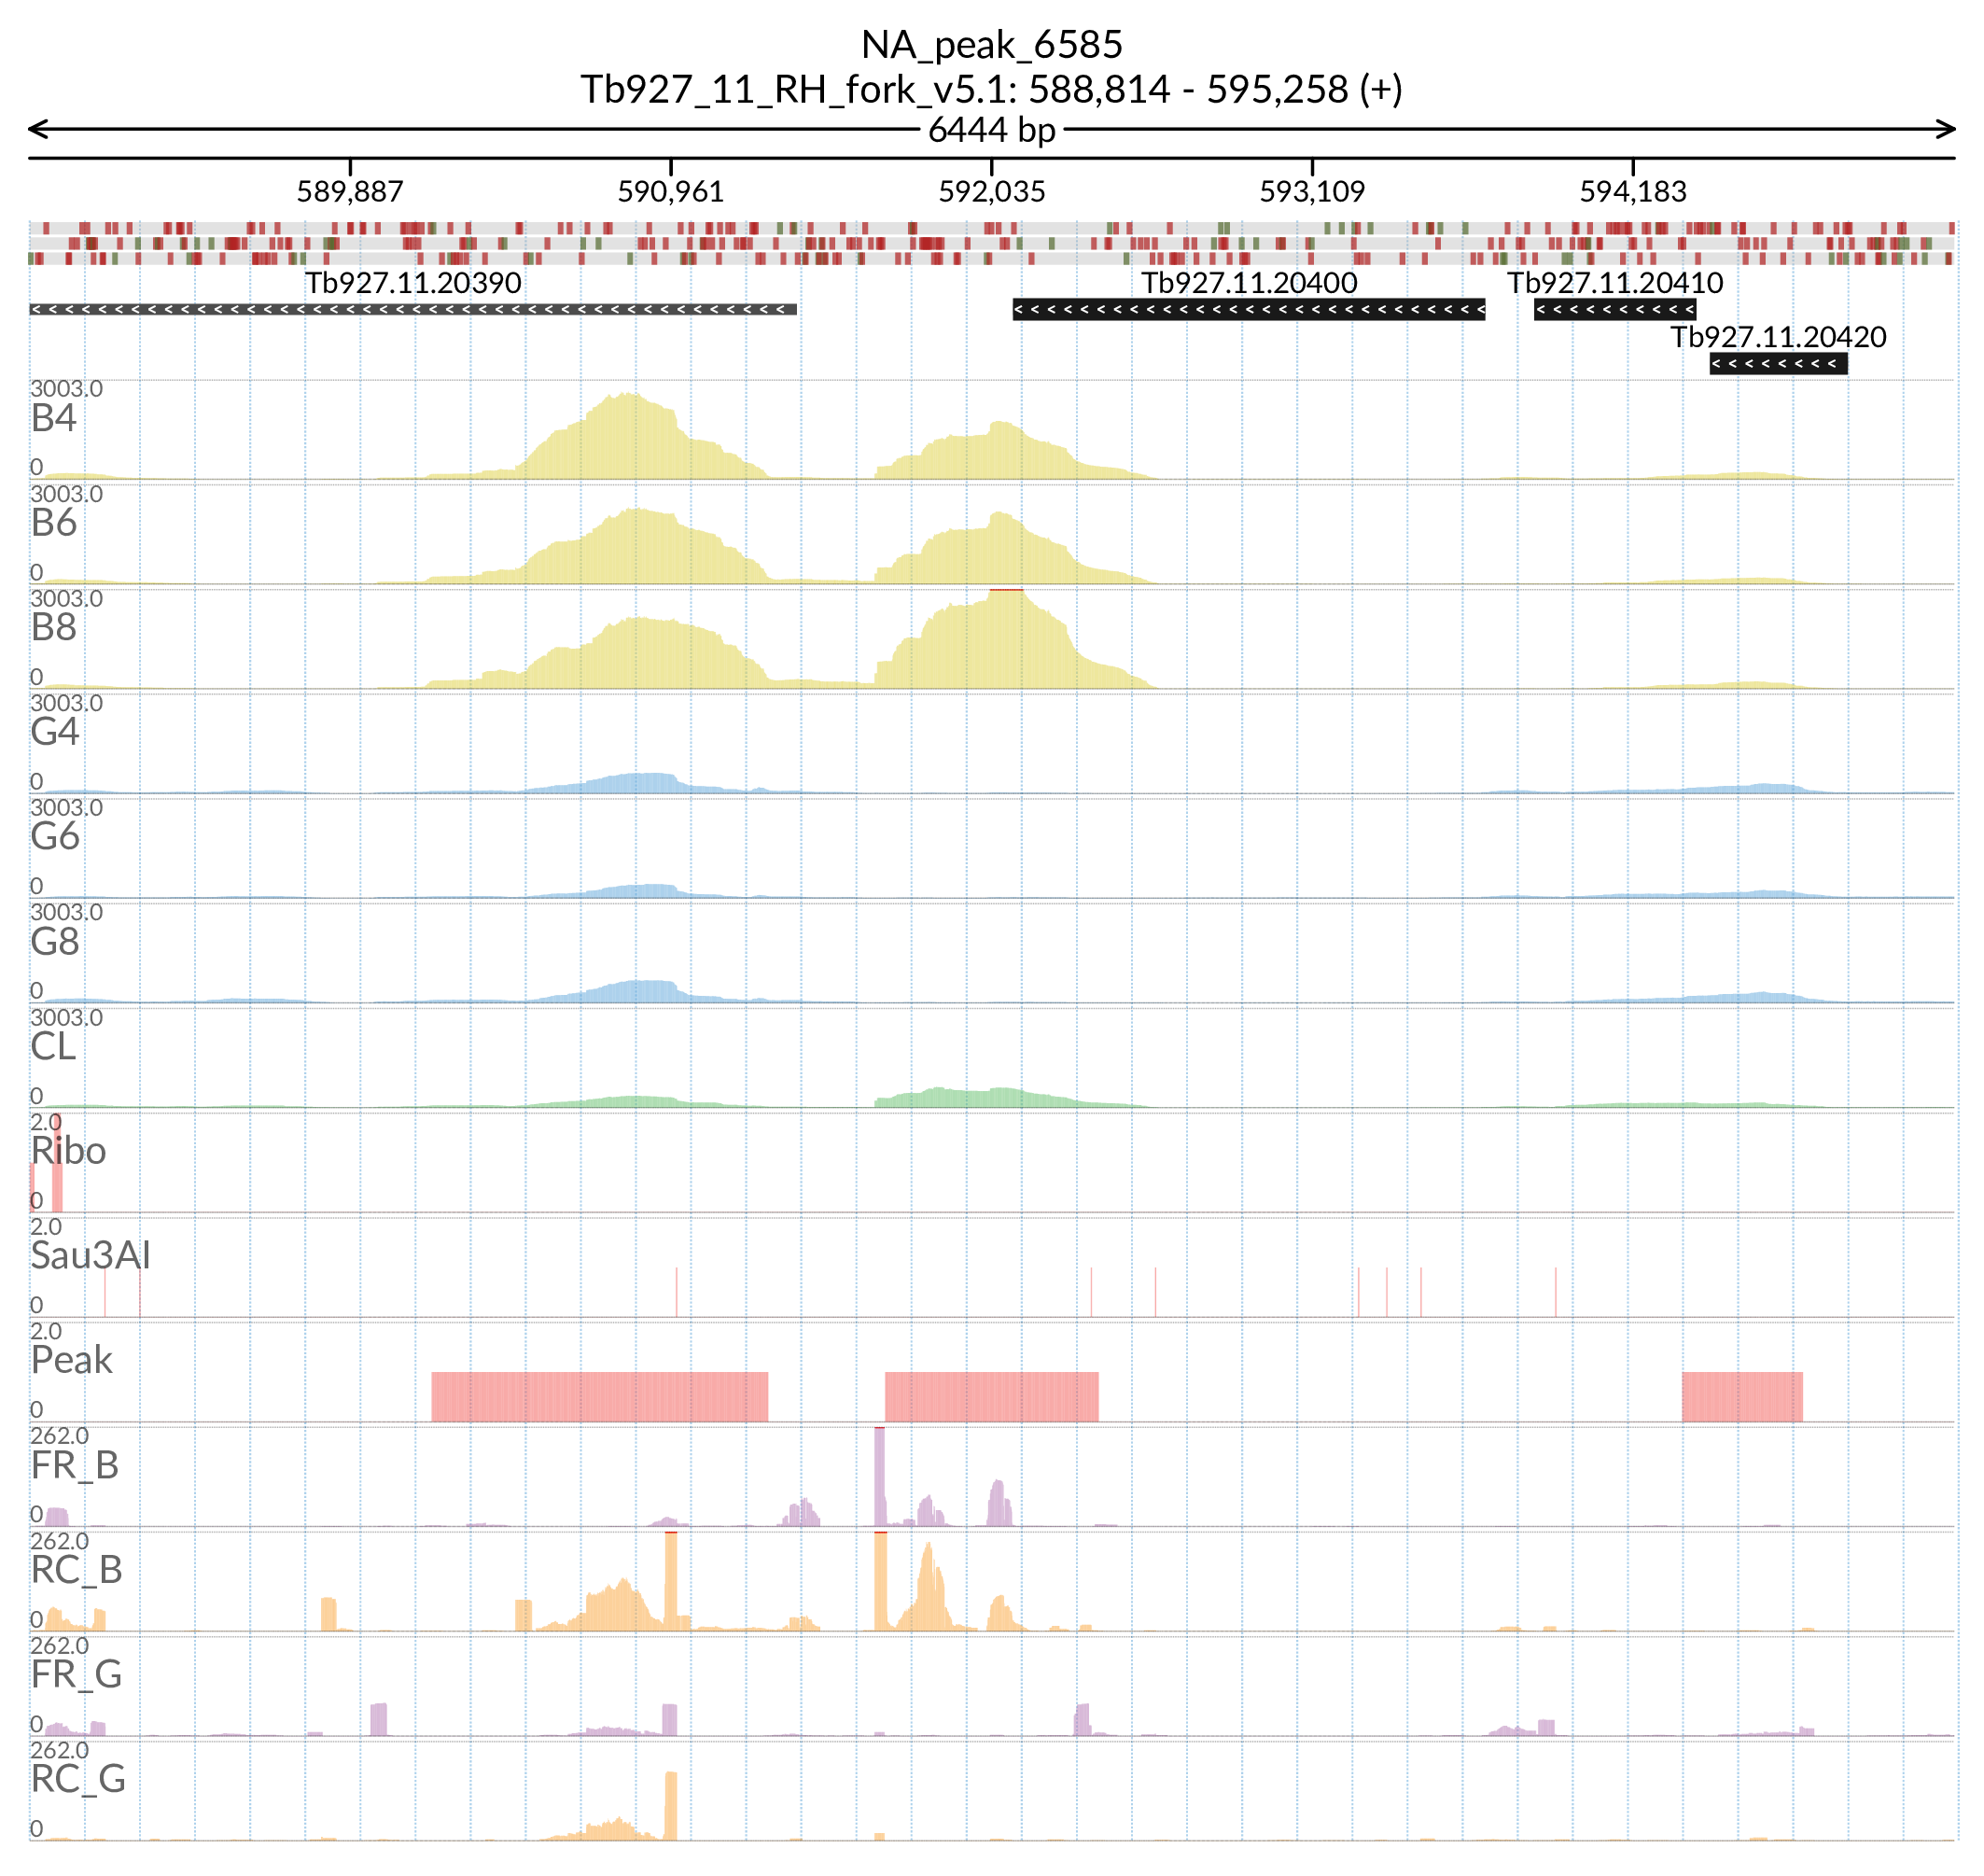 NA_peak_6585
Tb927_11_RH_fork_v5.1: 588,814 - 595,258 (+)
6444 bp
589,887 590,961 592,035 593,109 594,183
Tb927.11.20390 Tb927.11.20400 Tb927.11.20410
Tb927.11.20420
3003.0
B4
0
3003.0
B6
0
3003.0
B8
0
3003.0
G4
0
3003.0
G6
0
3003.0
G8
0
3003.0
CL
0
2.0
Ribo
0
2.0
Sau3AI
0
2.0
Peak
0
262.0
FR_B
0
262.0
RC_B
0
262.0
FR_G
0
262.0
RC_G
0